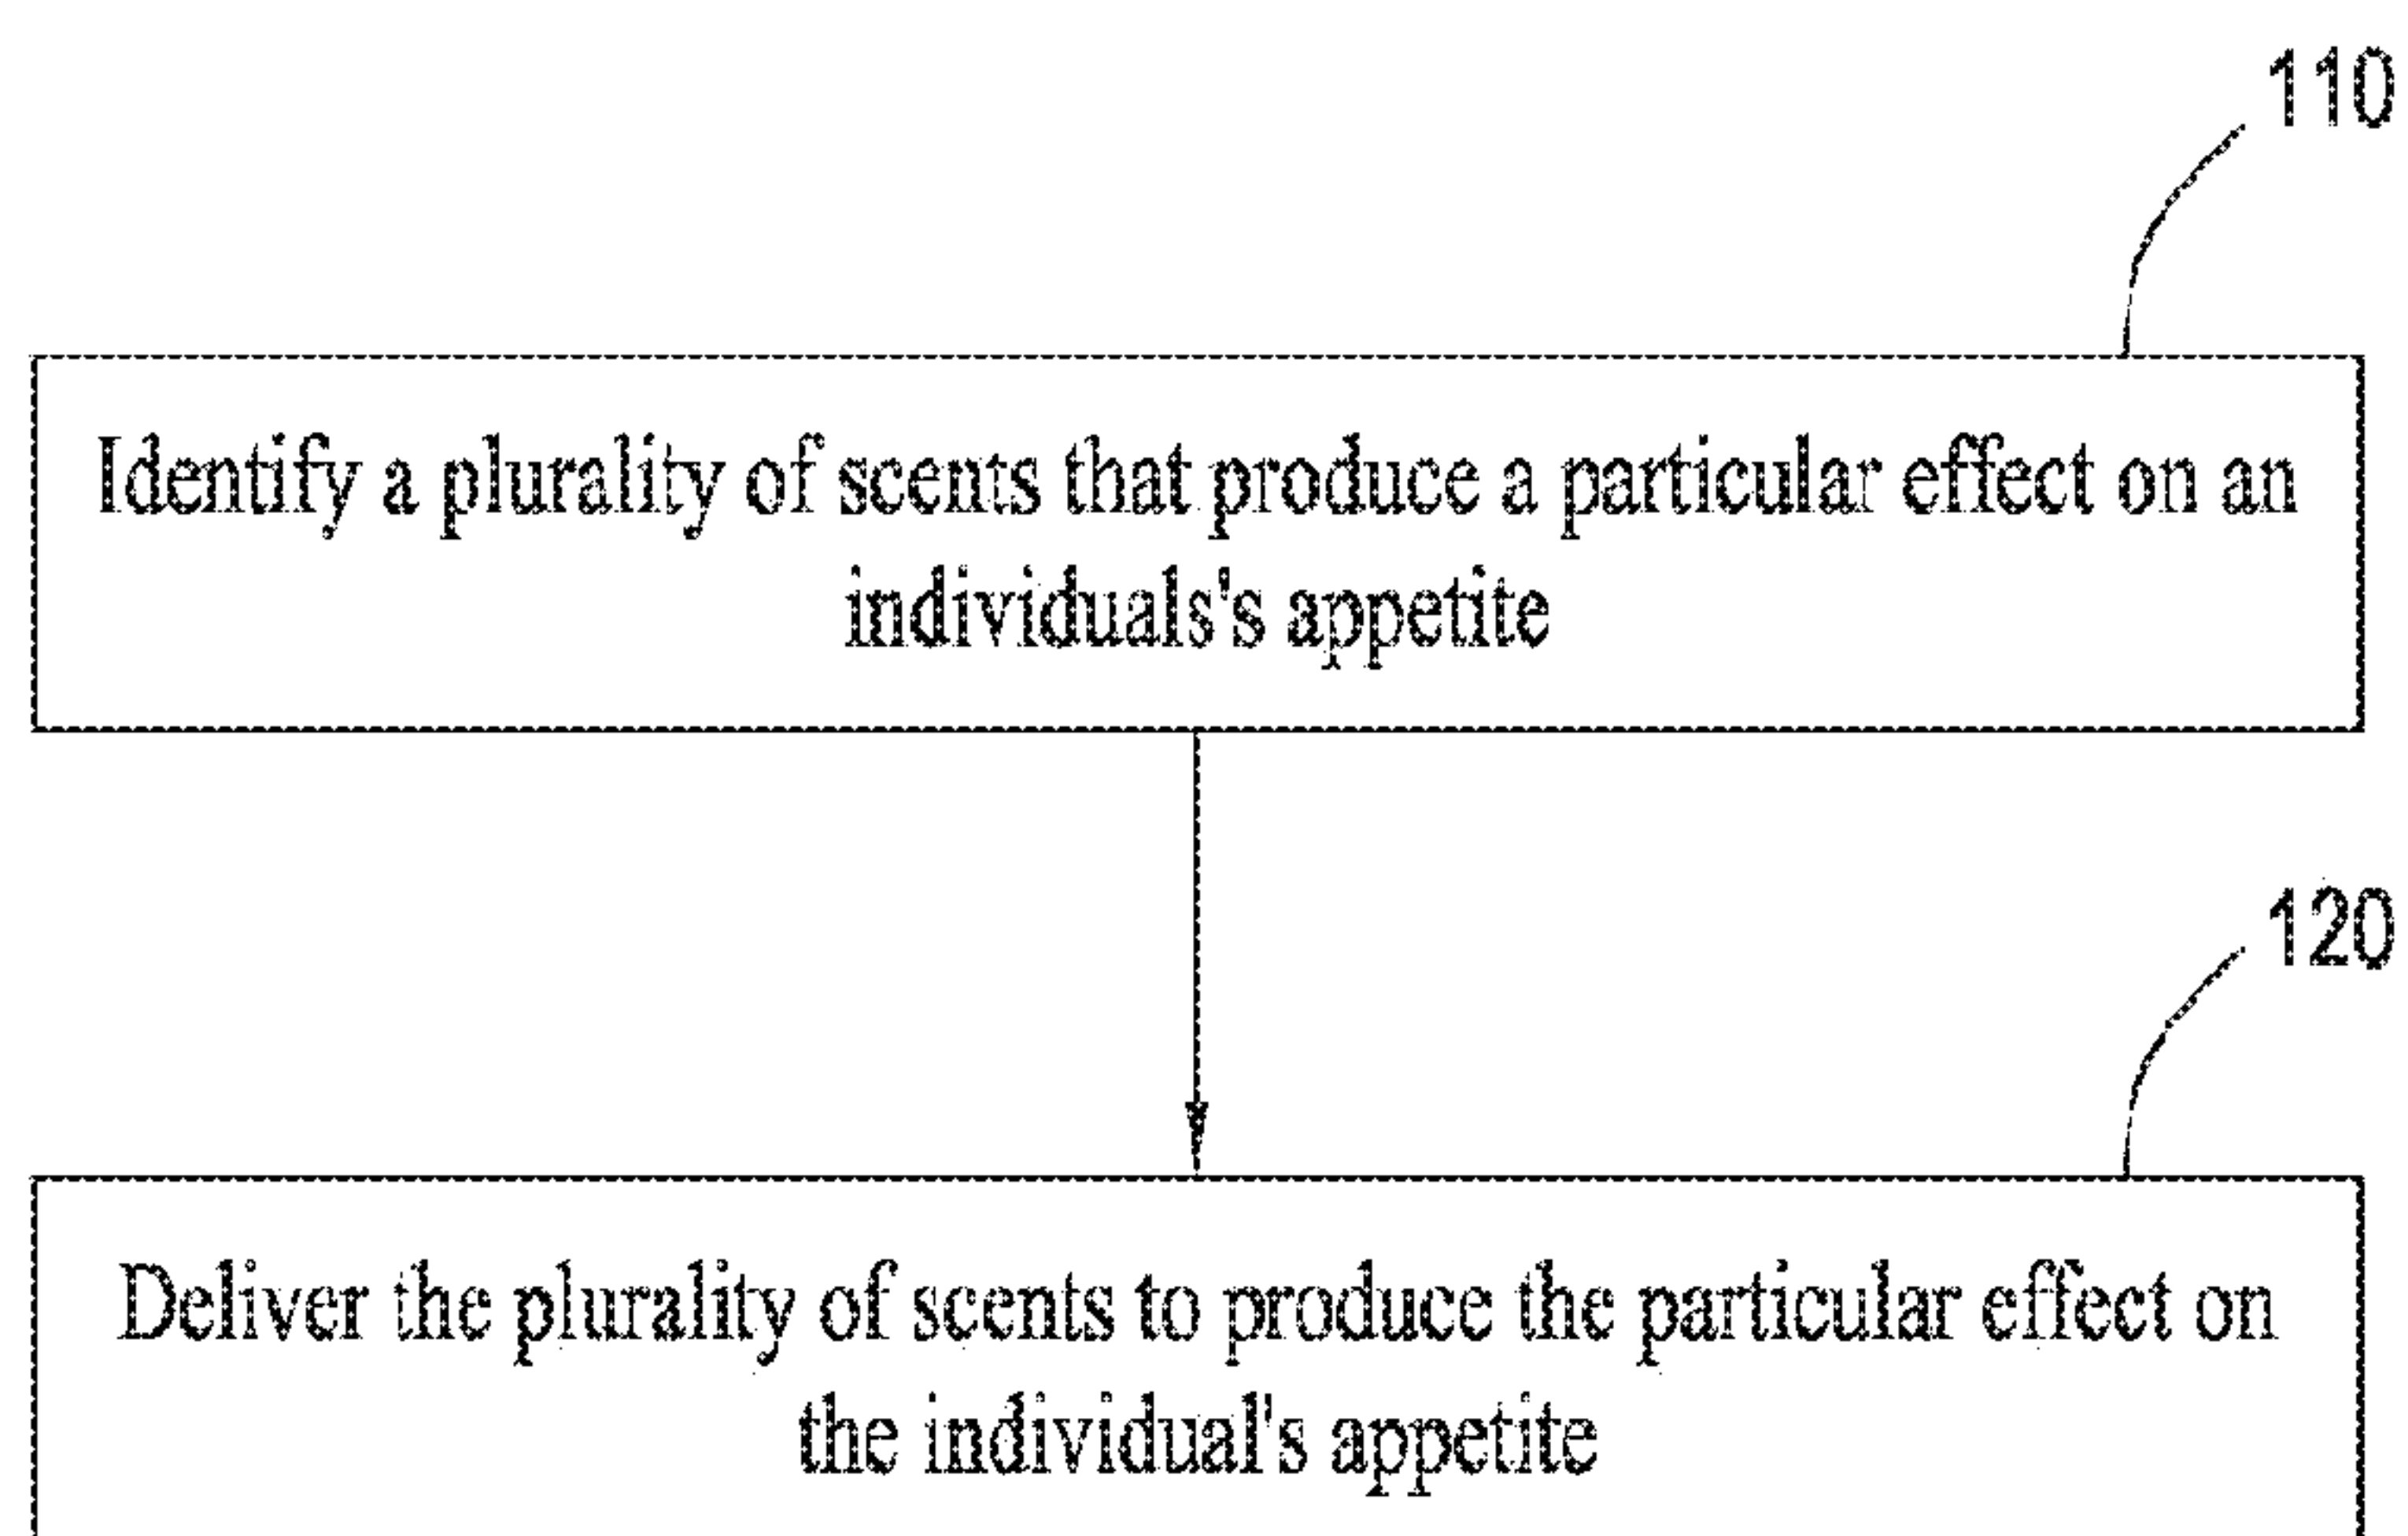 110
Identify a plurality of scents that produce a particular effect on an
individuals's appetite
120
Deliver the plurality of scents to produce the particular effect on
the individual's appetite